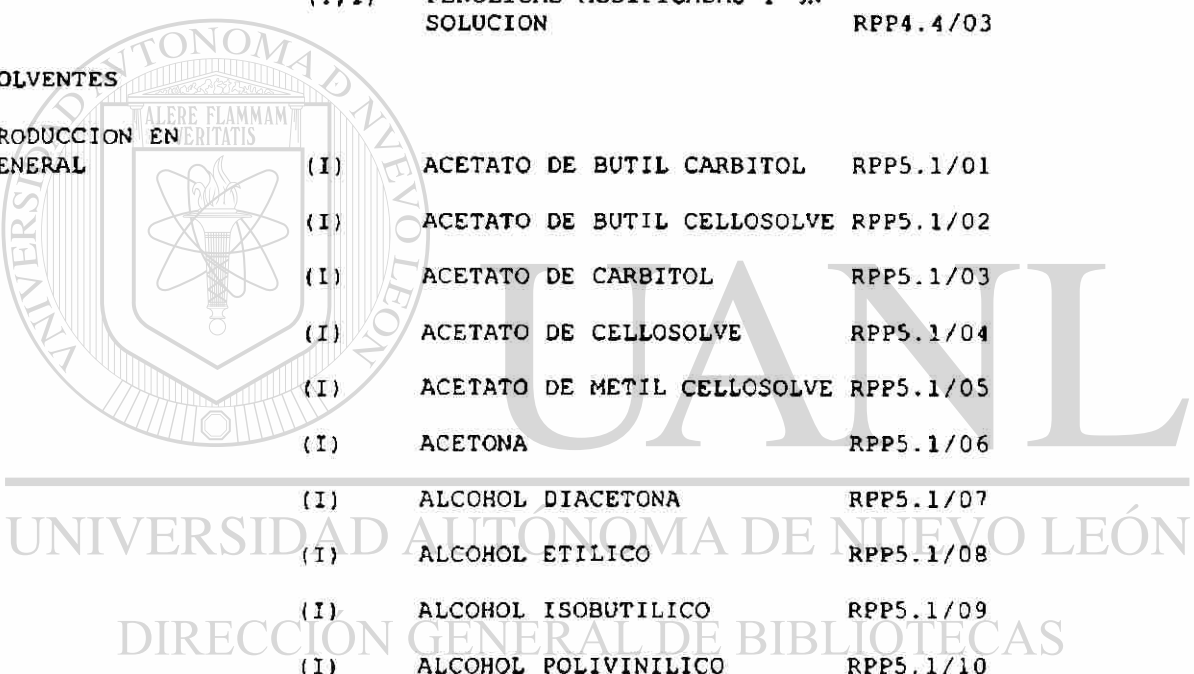 SOLUCION RPP4.4/03
OLVENTES
RODUCCION EN
ENERAL (I) ACETATO DE BUTIL CARBITOL RPP5.1/01
(I) ACETATO DE BUTIL CELLOSOLVE RPP5.1/02
(I) ACETATO DE CARBITOL RPP5.1/03
(I) ACETATO DE CELLOSOLVE RPP5.1/04
(I) ACETATO DE METIL CELLOSOLVE RPP5.1/05
(I) ACETONA RPP5.1/06
(I) ALCOHOL DIACETONA RPP5.1/07
(I) ALCOHOL ETILICO RPP5.1/08
(I) ALCOHOL ISOBUTILICO RPP5.1/09
(I) ALCOHOL POLIVINILICO RPP5.1/10
UANL
UNIVERSIDAD AUTÓNOMA DE NUEVO LEÓN
DIRECCIÓN GENERAL DE BIBLIOTECAS
ALERE FLAMMAM
VERITATIS